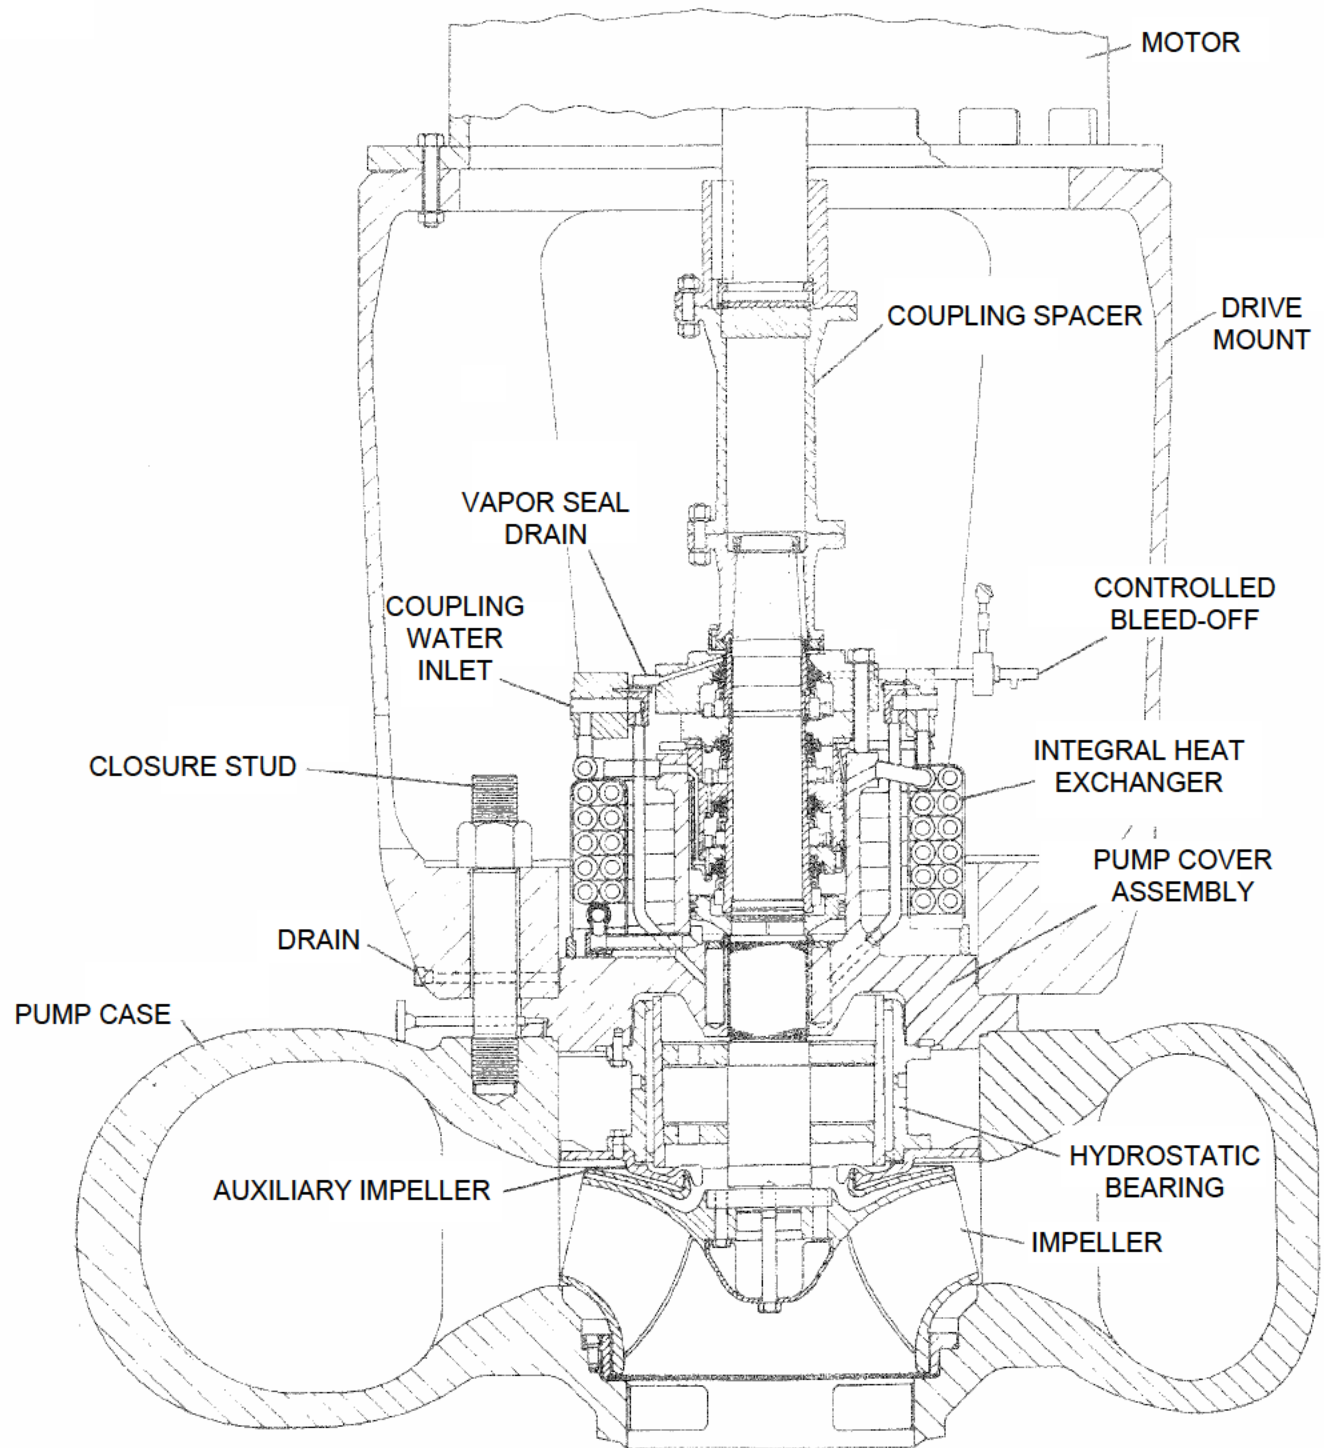 MOTOR
COUPLING SPACER
DRIVE
MOUNT
VAPOR SEAL
DRAIN
COUPLING
WATER
INLET
CONTROLLED
BLEED-OFF
CLOSURE STUD
INTEGRAL HEAT
EXCHANGER
PUMP COVER
ASSEMBLY
DRAIN
PUMP CASE
HYDROSTATIC
BEARING
AUXILIARY IMPELLER
IMPELLER